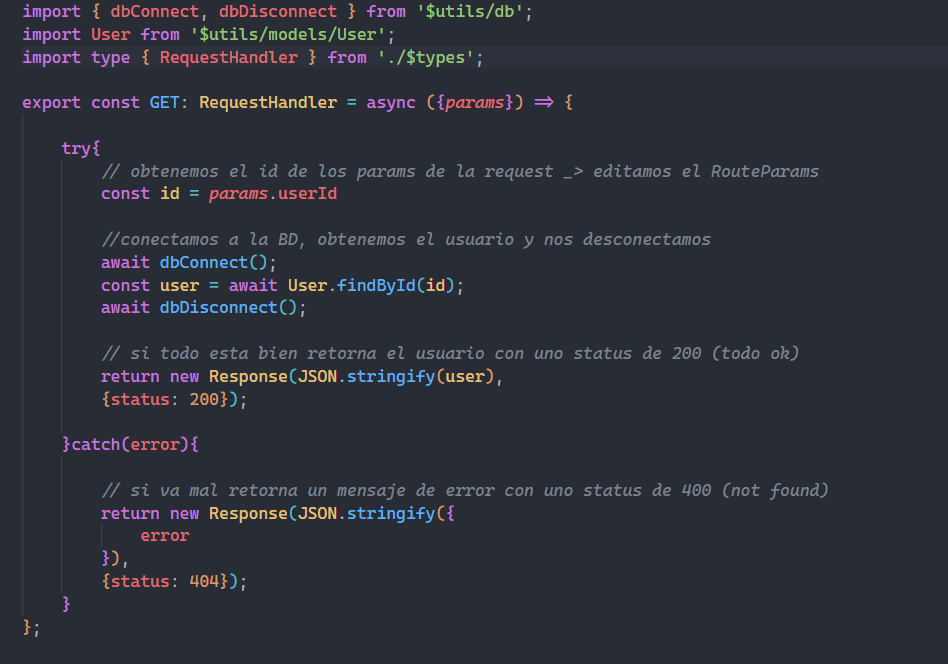 import { dbConnect, dbDisconnect } from '$utils/db';
import User from '$utils/models/User';
import type { RequestHandler } from './$types';
export const GET: RequestHandler = async ({params}) => {
try{
// obtenemos el id de los params de la request _> editamos el RouteParams
const id = params.userId
//conectamos a la BD, obtenemos el usuario y nos desconectamos
await dbConnect();
const user = await User.findById(id);
await dbDisconnect();
// si todo esta bien retorna el usuario con uno status de 200 (todo ok)
return new Response(JSON.stringify(user),
{status: 200});
}catch(error){
// si va mal retorna un mensaje de error con uno status de 400 (not found)
return new Response(JSON.stringify({
error
}),
{status: 404});
}
};